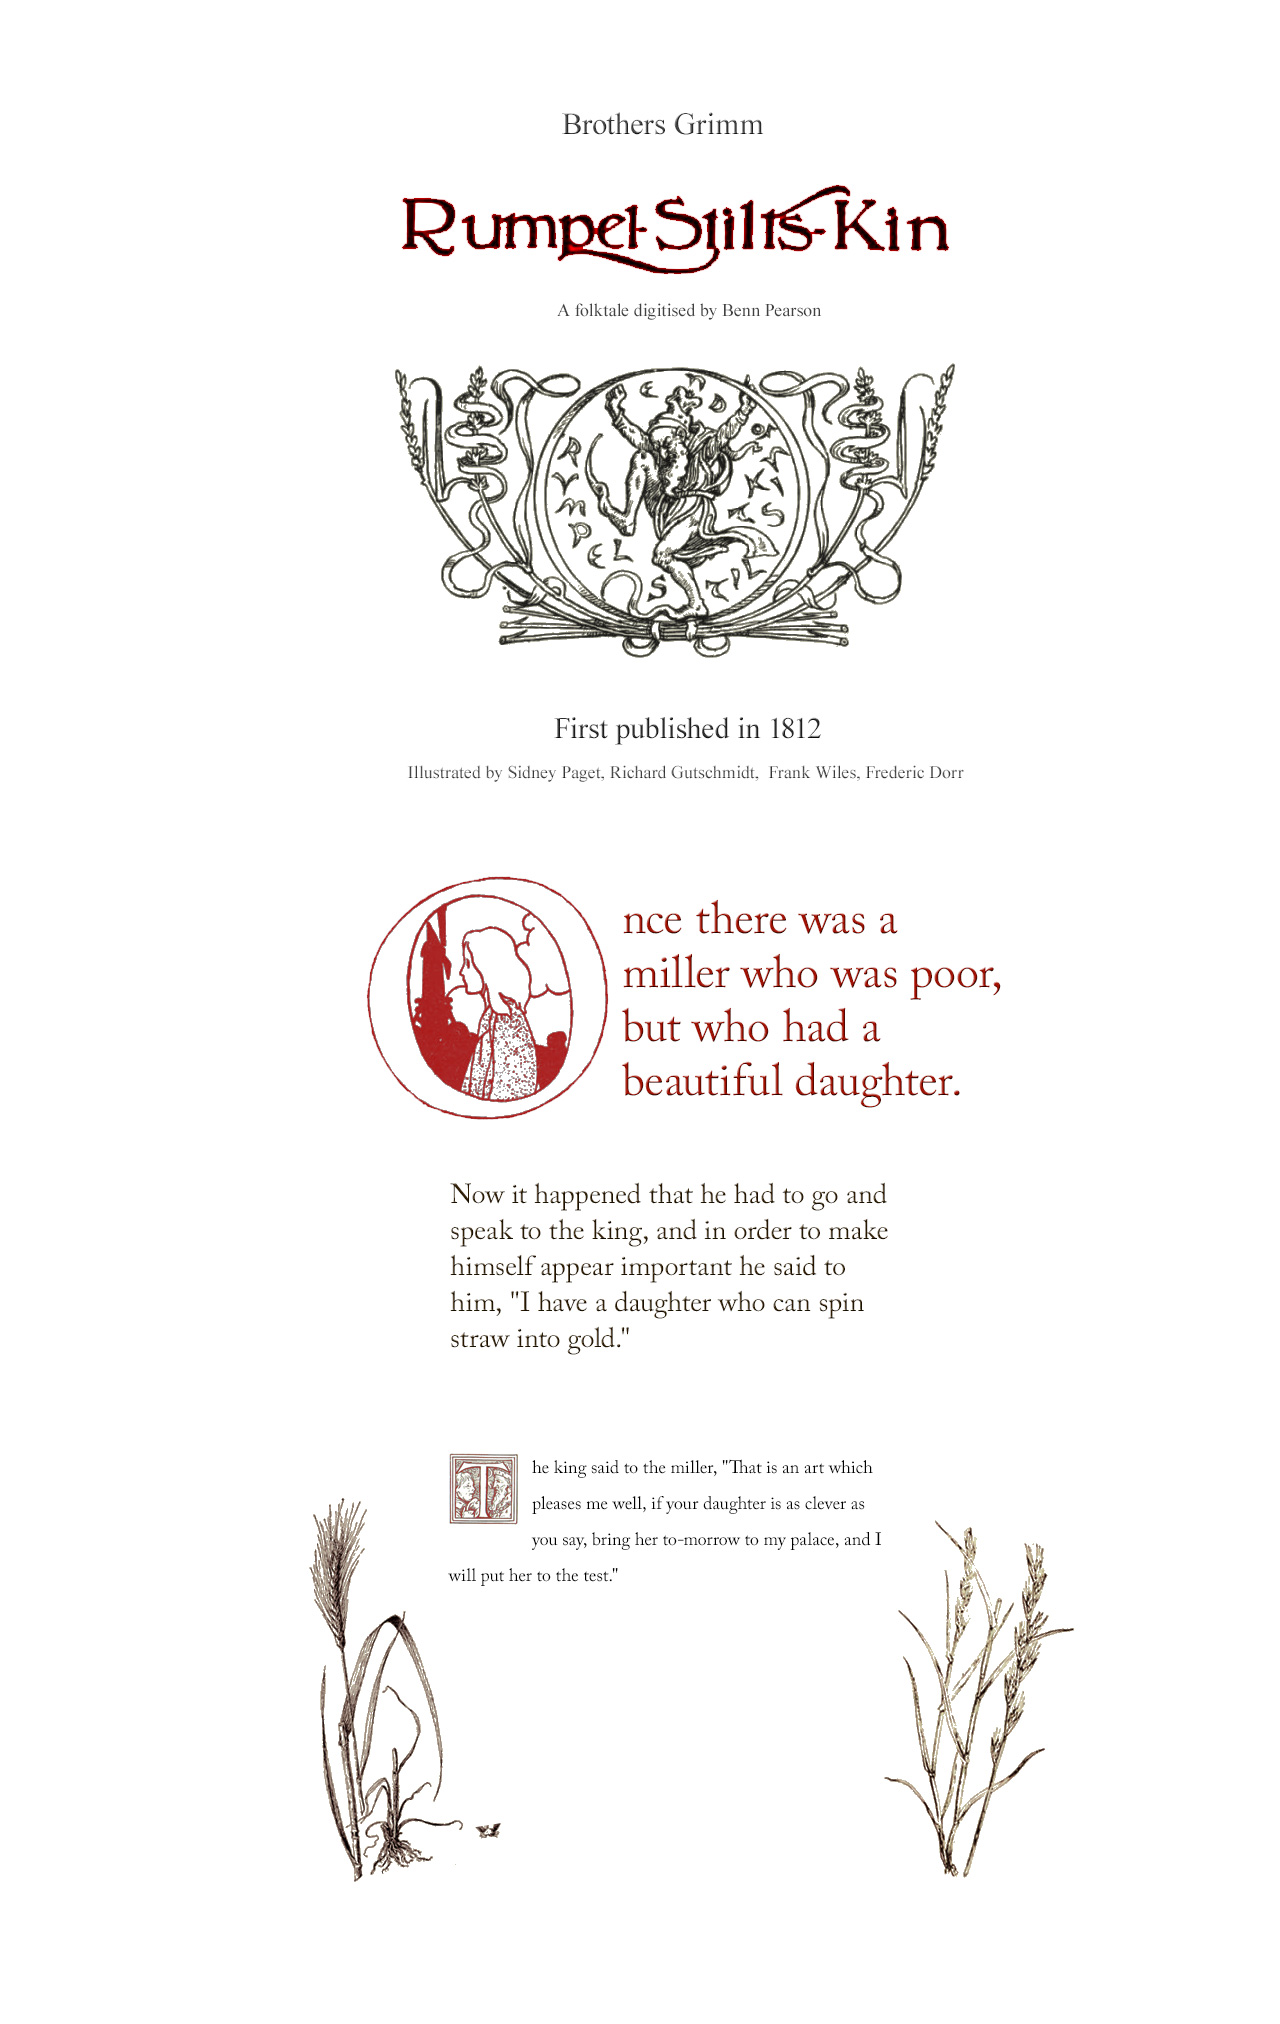 Brothers Grimm
Rumpel-Stilts-Kin
A folktale digitised by Benn Pearson
RUMPEL STIL
First published in 1812
Illustrated by Sidney Paget, Richard Gutschmidt,  Frank Wiles, Frederic Dorr
Once there was a
miller who was poor,
but who had a
beautiful daughter.
Now it happened that he had to go and
speak to the king, and in order to make
himself appear important he said to
him, "I have a daughter who can spin
straw into gold."
The king said to the miller, "That is an art which
pleases me well, if your daughter is as clever as
you say, bring her to-morrow to my palace, and I
will put her to the test."